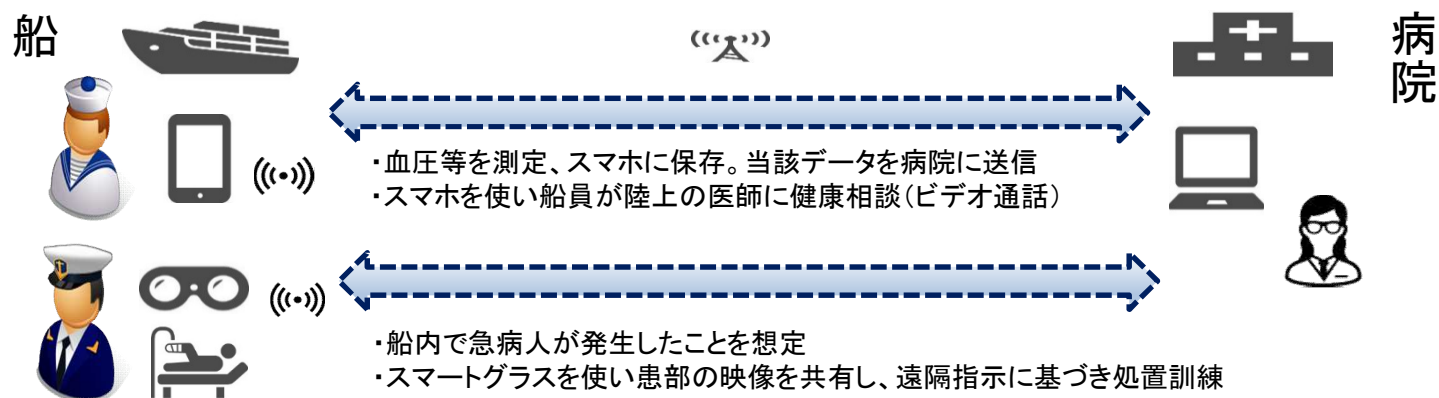 船
病院
・血圧等を測定、スマホに保存。当該データを病院に送信
・スマホを使い船員が陸上の医師に健康相談(ビデオ通話)
・船内で急病人が発生したことを想定
・スマートグラスを使い患部の映像を共有し、遠隔指示に基づき処置訓練